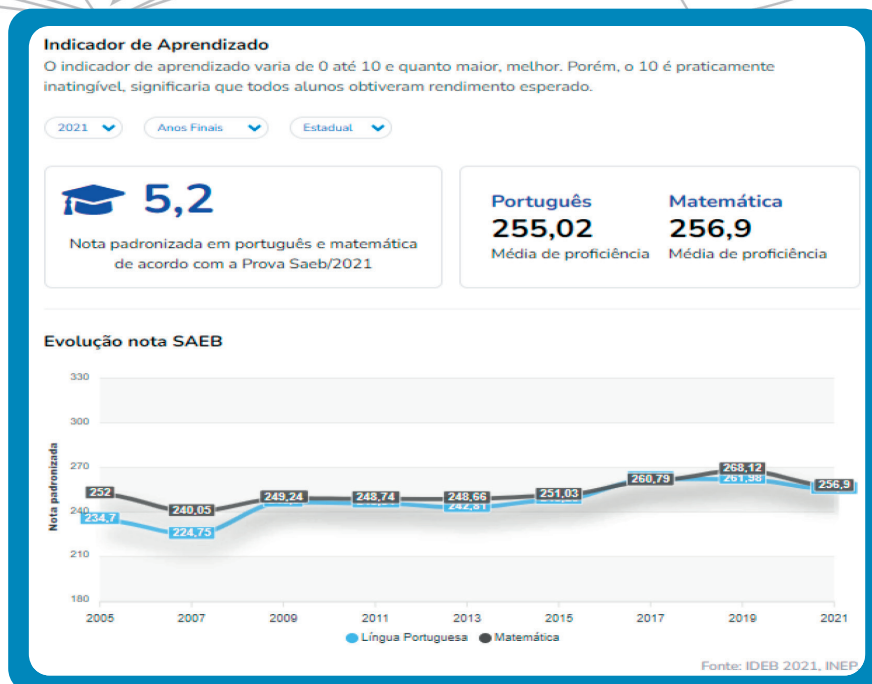 Indicador de Aprendizado
O indicador de aprendizado varia de 0 até 10 e quanto maior, melhor. Porém, o 10 é praticamente
inatingível, significaria que todos alunos obtiveram rendimento esperado.
2021
Anos Finais
Estadual
5,2
Nota padronizada em português e matemática
de acordo com a Prova Saeb/2021
Português
255,02
Média de proficiência
Matemática
256,9
Média de proficiência
Evolução nota SAEB
Nota padronizada
330
300
270
240
210
180
252
240,05
249,24
248,74
248,66
251,03
260,79
268,12
256,9
234,7
224,75
242,81
261,98
2005
2007
2009
2011
2013
2015
2017
2019
2021
Língua Portuguesa
Matemática
Fonte: IDEB 2021, INEP